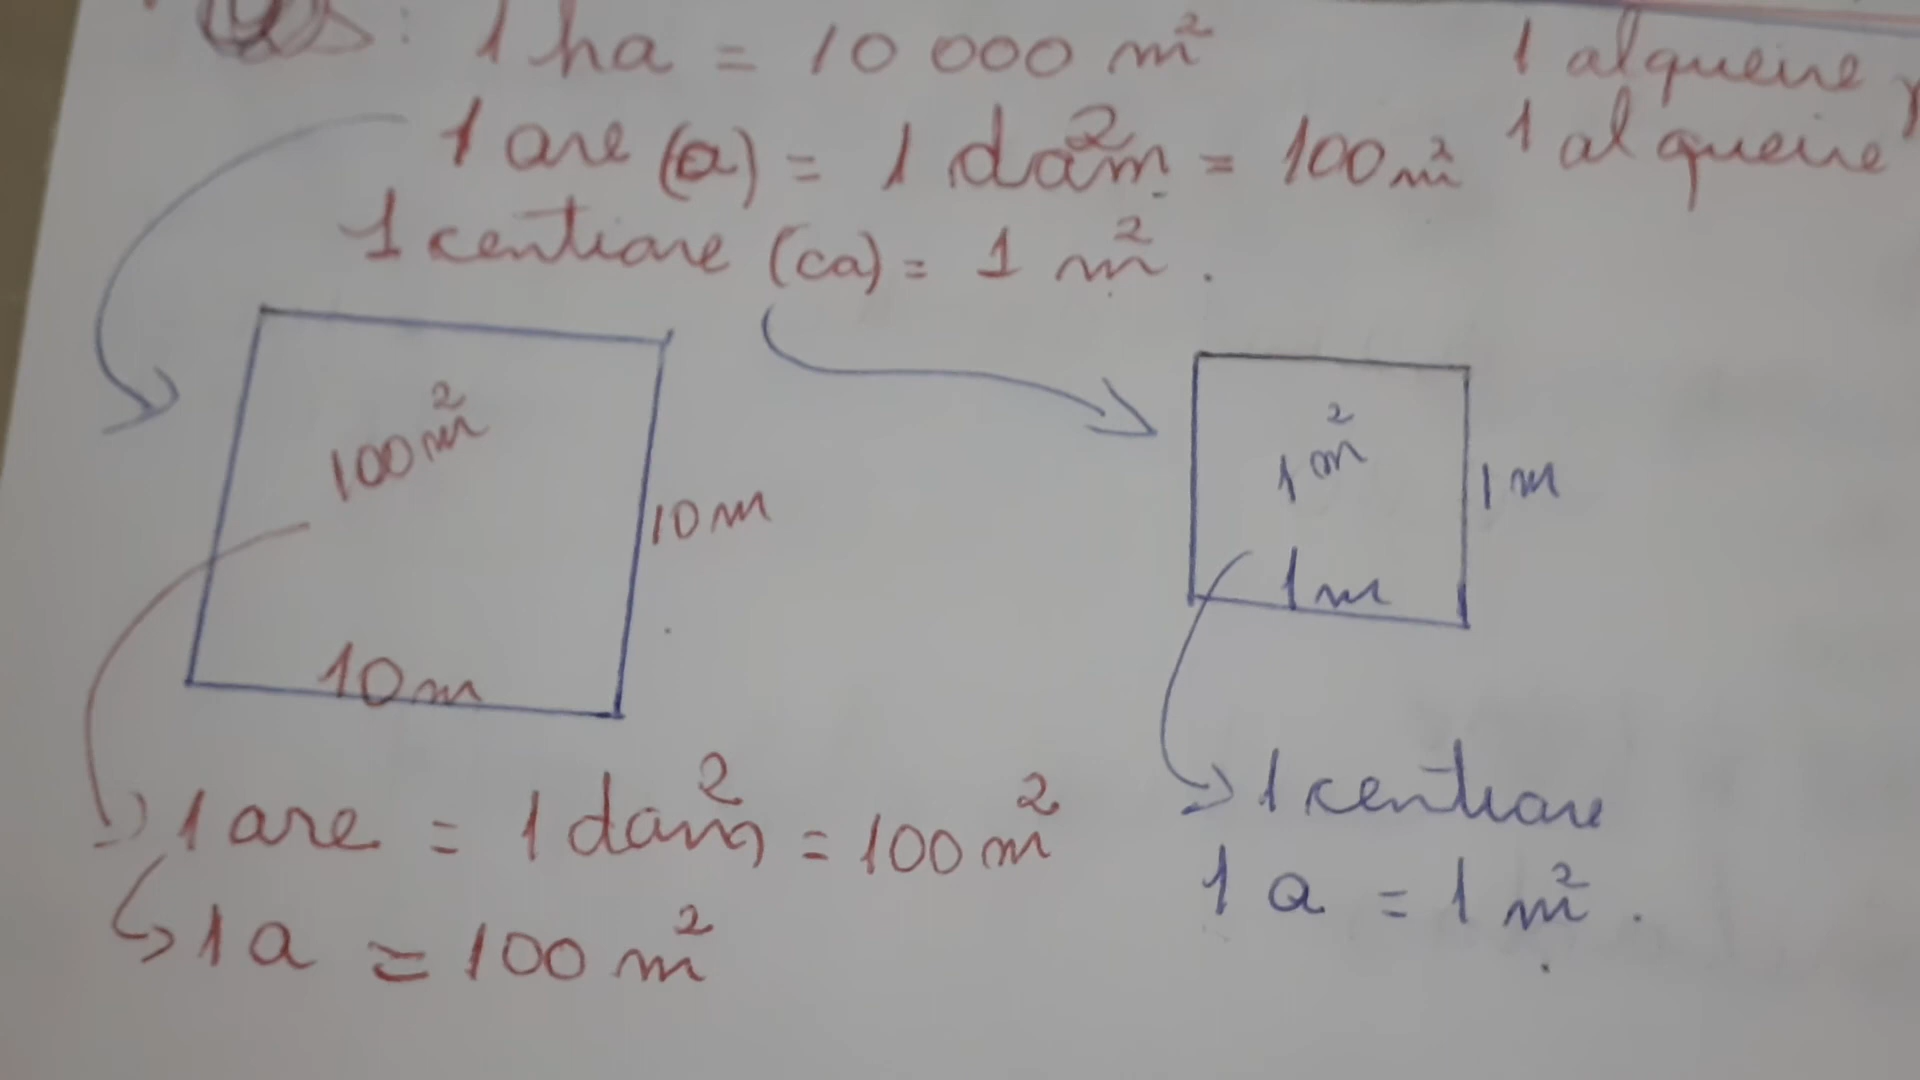 Obs: 1 ha = 10 000 m²
1 are (a) = 1 dam² = 100 m²
1 centiare (ca) = 1 m².
1 alqueire
1 alqueire
100 m²
10 m
10 m
1 m²
1 m
1 m
1 are = 1 dam² = 100 m²
1 a = 100 m²
1 centiare
1 a = 1 m².